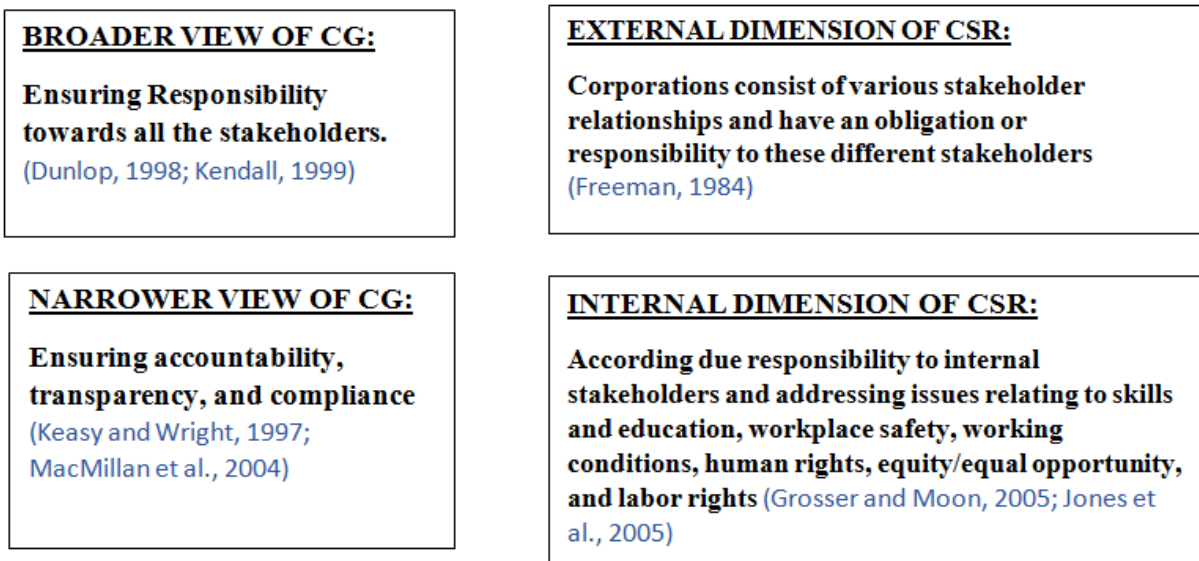 BROADER VIEW OF CG:
Ensuring Responsibility
towards all the stakeholders.
(Dunlop, 1998; Kendall, 1999)
EXTERNAL DIMENSION OF CSR:
Corporations consist of various stakeholder
relationships and have an obligation or
responsibility to these different stakeholders
(Freeman, 1984)
NARROWER VIEW OF CG:
Ensuring accountability,
transparency, and compliance
(Keasy and Wright, 1997;
MacMillan et al., 2004)
INTERNAL DIMENSION OF CSR:
According due responsibility to internal
stakeholders and addressing issues relating to skills
and education, workplace safety, working
conditions, human rights, equity/equal opportunity,
and labor rights (Grosser and Moon, 2005; Jones et
al., 2005)